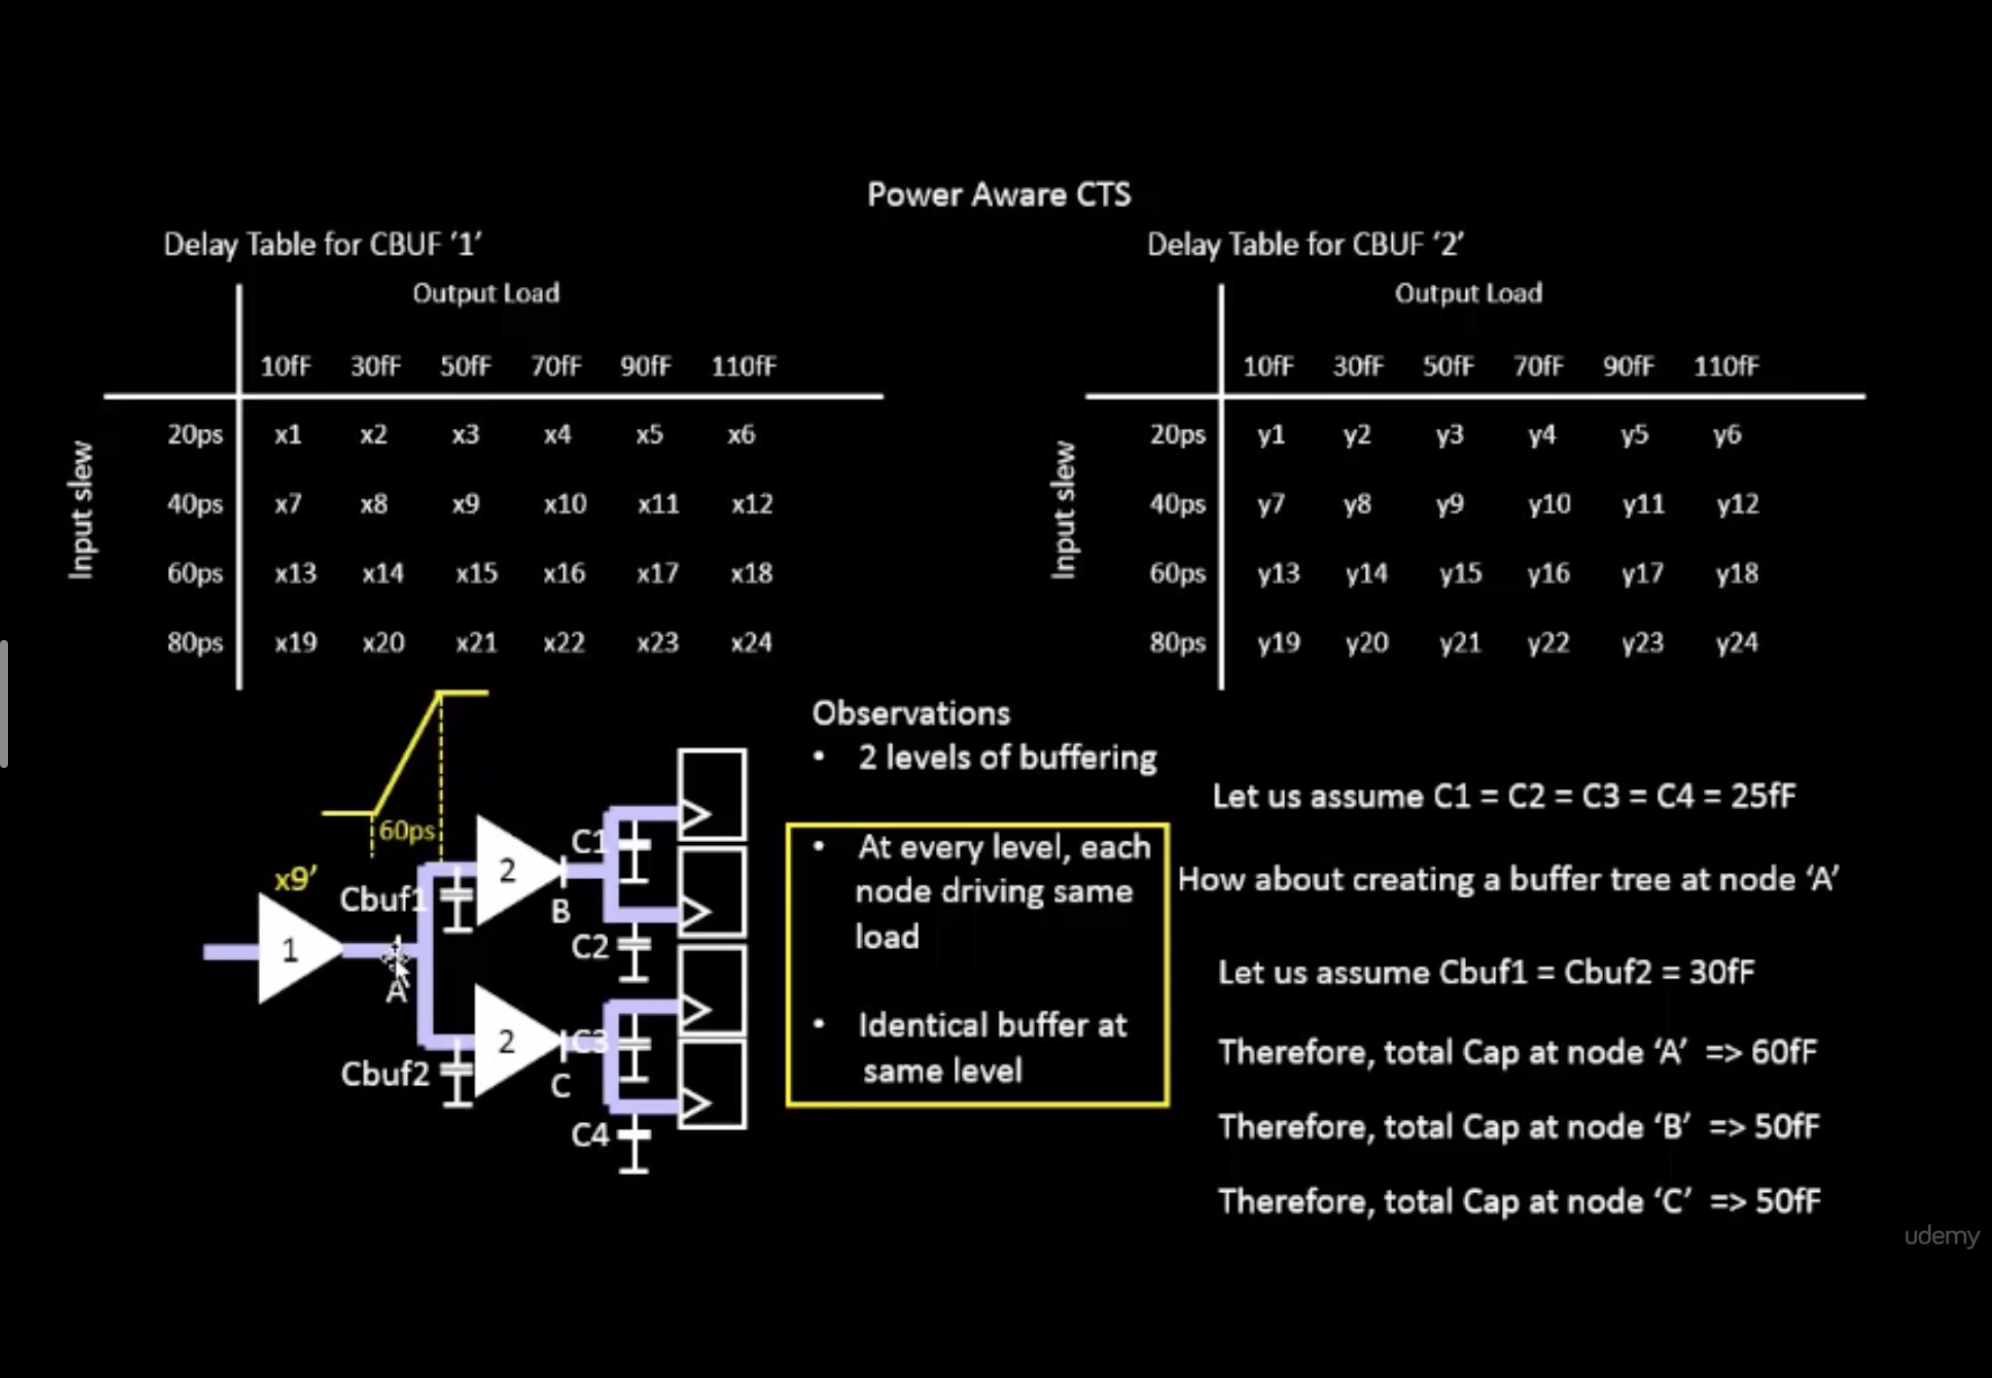 Power Aware CTS
Delay Table for CBUF ‘1’
Output Load
10fF 30fF 50fF 70fF 90fF 110fF
Input slew
20ps x1 x2 x3 x4 x5 x6
40ps x7 x8 x9 x10 x11 x12
60ps x13 x14 x15 x16 x17 x18
80ps x19 x20 x21 x22 x23 x24
Delay Table for CBUF ‘2’
Output Load
10fF 30fF 50fF 70fF 90fF 110fF
Input slew
20ps y1 y2 y3 y4 y5 y6
40ps y7 y8 y9 y10 y11 y12
60ps y13 y14 y15 y16 y17 y18
80ps y19 y20 y21 y22 y23 y24
60ps
x9’
1
A
Cbuf1
2
B
C1
C2
Cbuf2
2
C
C3
C4
Observations
• 2 levels of buffering
• At every level, each
node driving same
load
• Identical buffer at
same level
Let us assume C1 = C2 = C3 = C4 = 25fF
How about creating a buffer tree at node ‘A’
Let us assume Cbuf1 = Cbuf2 = 30fF
Therefore, total Cap at node ‘A’ => 60fF
Therefore, total Cap at node ‘B’ => 50fF
Therefore, total Cap at node ‘C’ => 50fF
udemy